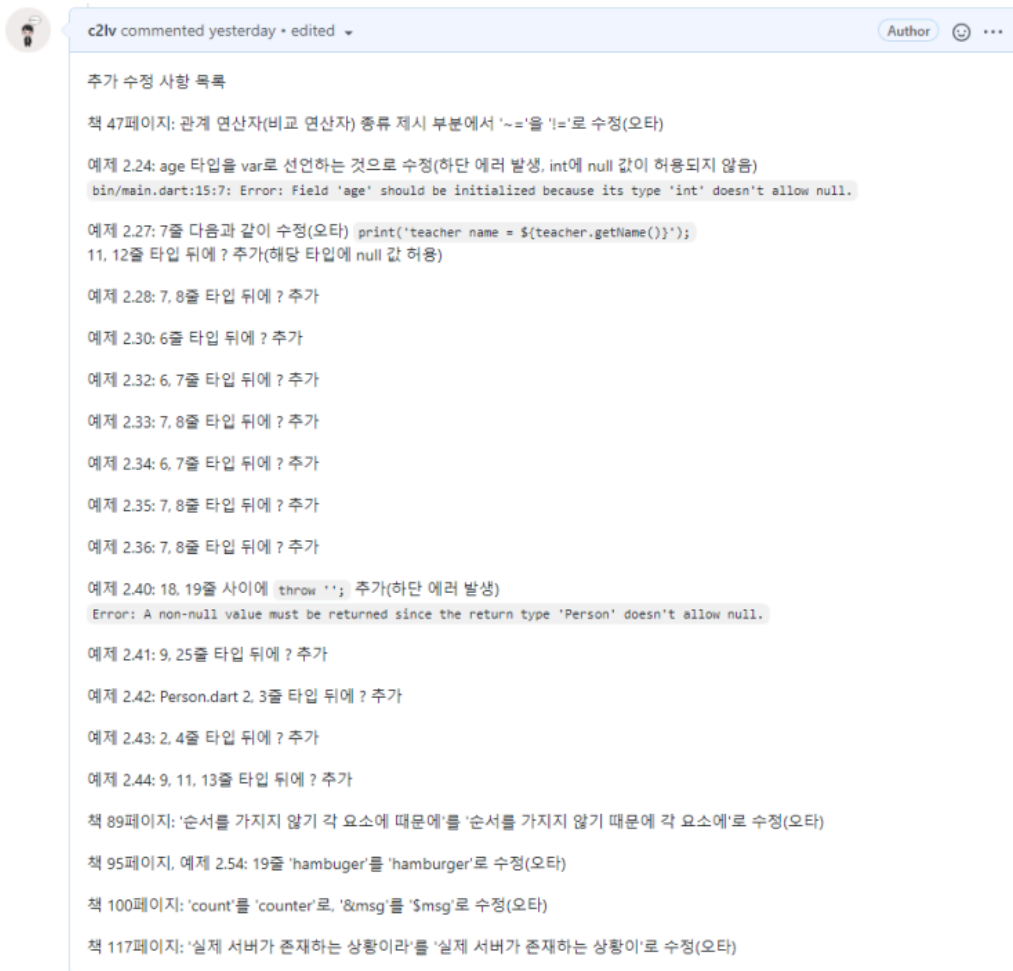 c2lv commented yesterday • edited
Author
추가 수정 사항 목록
책 47페이지: 관계 연산자(비교 연산자) 종류 제시 부분에서 '~='을 '!='로 수정(오타)
예제 2.24: age 타입을 var로 선언하는 것으로 수정(하단 에러 발생, int에 null 값이 허용되지 않음)
bin/main.dart:15:7: Error: Field 'age' should be initialized because its type 'int' doesn't allow null.
예제 2.27: 7줄 다음과 같이 수정(오타) print('teacher name = ${teacher.getName()}');
11, 12줄 타입 뒤에 ? 추가(해당 타입에 null 값 허용)
예제 2.28: 7, 8줄 타입 뒤에 ? 추가
예제 2.30: 6줄 타입 뒤에 ? 추가
예제 2.32: 6, 7줄 타입 뒤에 ? 추가
예제 2.33: 7, 8줄 타입 뒤에 ? 추가
예제 2.34: 6, 7줄 타입 뒤에 ? 추가
예제 2.35: 7, 8줄 타입 뒤에 ? 추가
예제 2.36: 7, 8줄 타입 뒤에 ? 추가
예제 2.40: 18, 19줄 사이에 throw ''; 추가(하단 에러 발생)
Error: A non-null value must be returned since the return type 'Person' doesn't allow null.
예제 2.41: 9, 25줄 타입 뒤에 ? 추가
예제 2.42: Person.dart 2, 3줄 타입 뒤에 ? 추가
예제 2.43: 2, 4줄 타입 뒤에 ? 추가
예제 2.44: 9, 11, 13줄 타입 뒤에 ? 추가
책 89페이지: '순서를 가지지 않기 각 요소에 때문에'를 '순서를 가지지 않기 때문에 각 요소에'로 수정(오타)
책 95페이지, 예제 2.54: 19줄 'hambuger'를 'hamburger'로 수정(오타)
책 100페이지: 'count'를 'counter'로, '&msg'를 '$msg'로 수정(오타)
책 117페이지: '실제 서버가 존재하는 상황이라'를 '실제 서버가 존재하는 상황이'로 수정(오타)